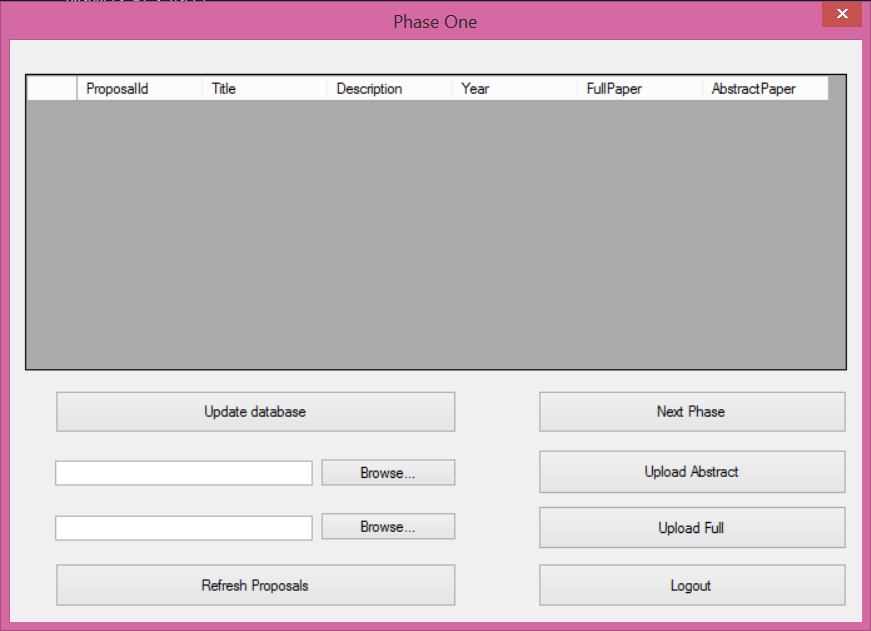 Phase One
ProposalId Title Description Year FullPaper AbstractPaper
Update database Next Phase
Browse... Upload Abstract
Browse... Upload Full
Refresh Proposals Logout